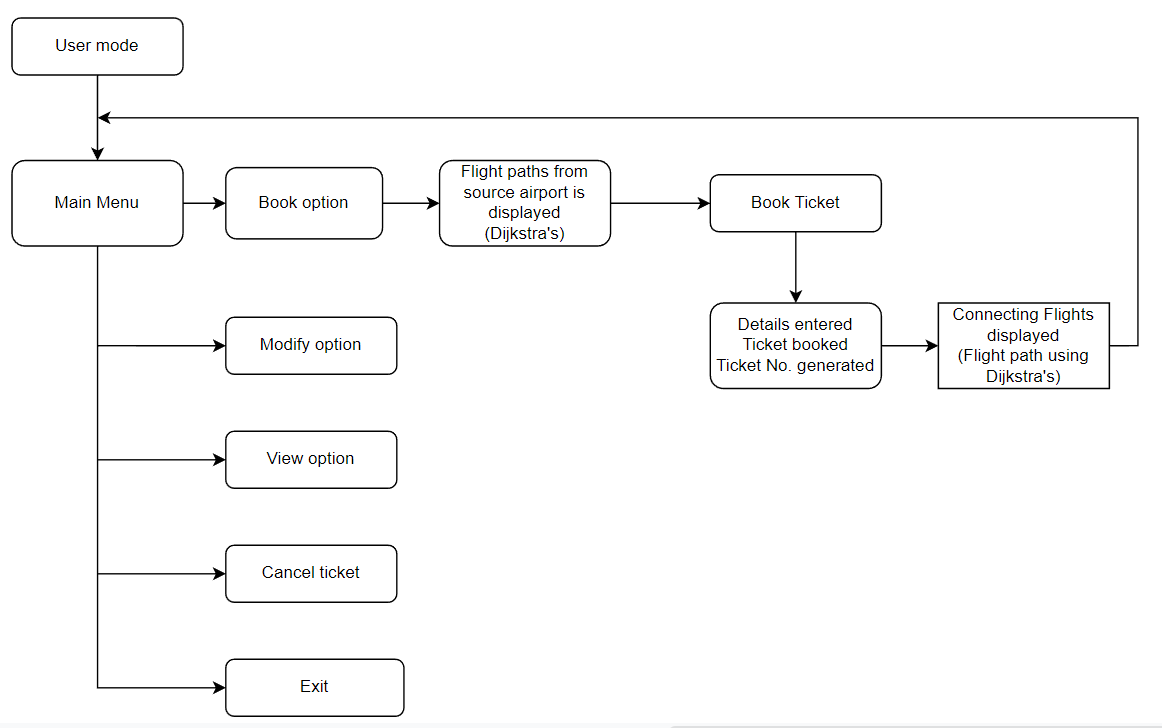 User mode
Main Menu
Book option
Flight paths from
source airport is
displayed
(Dijkstra's)
Book Ticket
Details entered
Ticket booked
Ticket No. generated
Connecting Flights
displayed
(Flight path using
Dijkstra's)
Modify option
View option
Cancel ticket
Exit